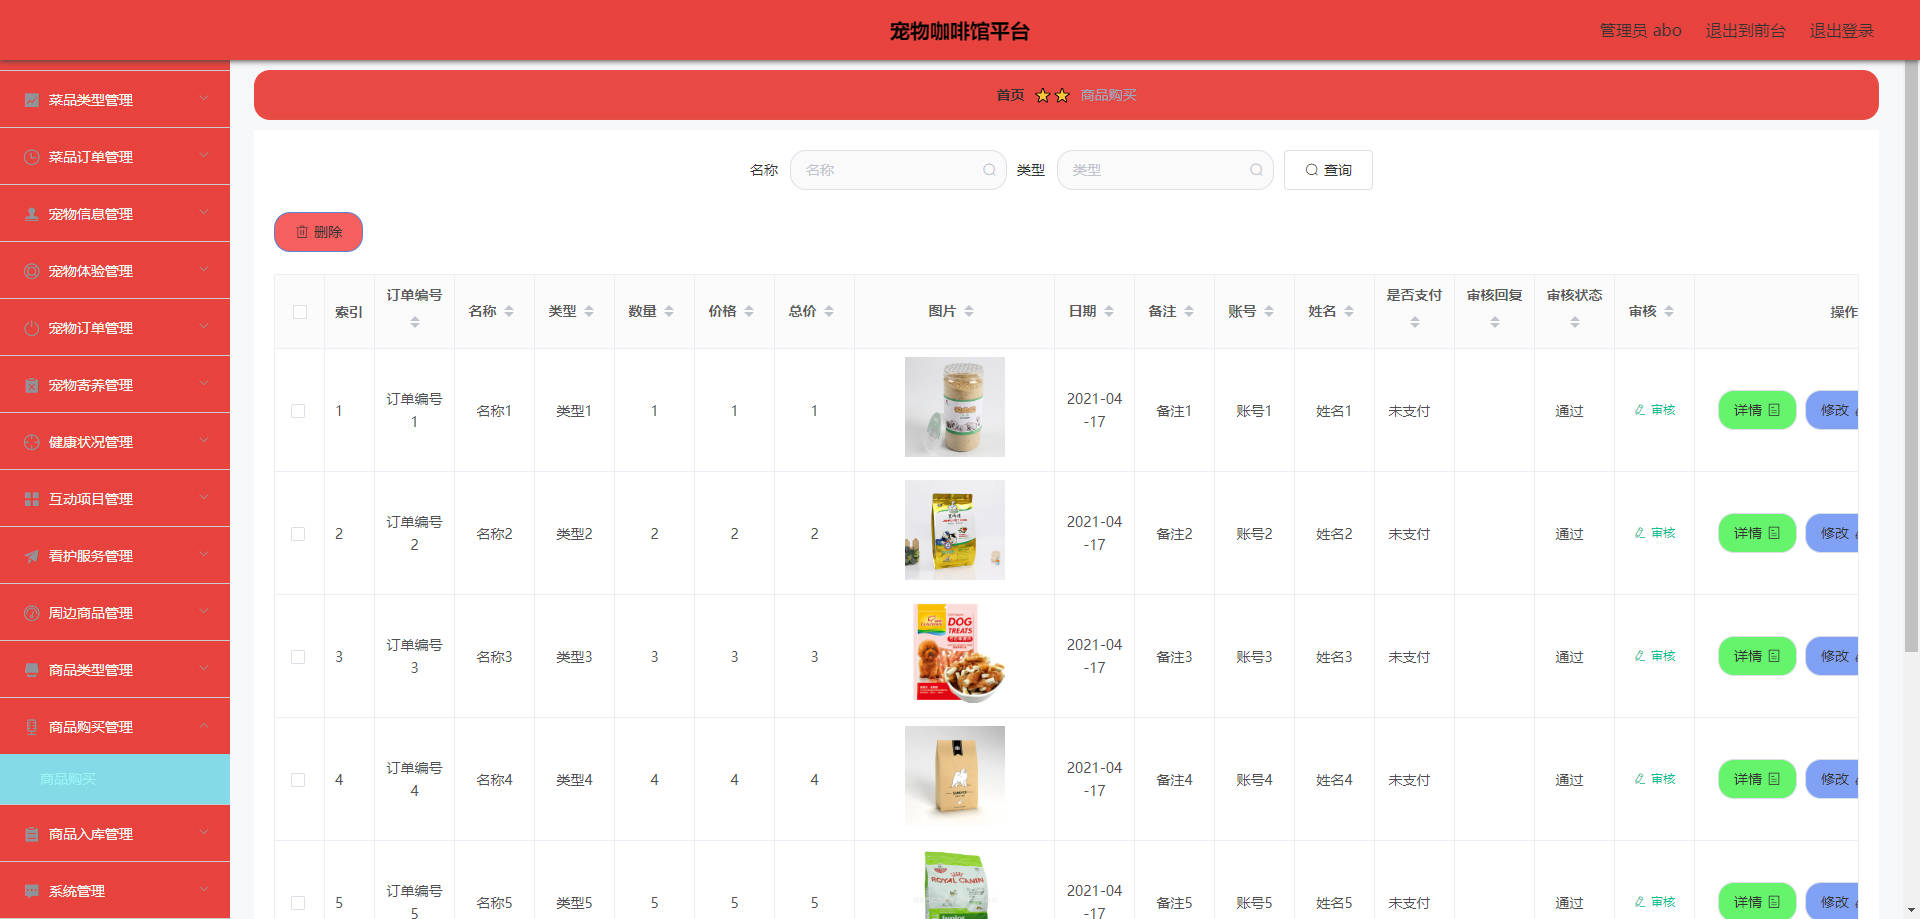 宠物咖啡馆平台
管理员 abo 退出到前台 退出登录
菜品类型管理
菜品订单管理
宠物信息管理
宠物体验管理
宠物订单管理
宠物寄养管理
健康状况管理
互动项目管理
看护服务管理
周边商品管理
商品类型管理
商品购买管理
商品购买
商品入库管理
系统管理
首页 商品购买
名称 名称 类型 类型 查询
删除
索引 订单编号 名称 类型 数量 价格 总价 图片 日期 备注 账号 姓名 是否支付 审核回复 审核状态 审核 操作
1 订单编号1 名称1 类型1 1 1 1 2021-04-17 备注1 账号1 姓名1 未支付 通过 审核 详情 修改
2 订单编号2 名称2 类型2 2 2 2 2021-04-17 备注2 账号2 姓名2 未支付 通过 审核 详情 修改
3 订单编号3 名称3 类型3 3 3 3 DOG TREATS 2021-04-17 备注3 账号3 姓名3 未支付 通过 审核 详情 修改
4 订单编号4 名称4 类型4 4 4 4 2021-04-17 备注4 账号4 姓名4 未支付 通过 审核 详情 修改
5 订单编号5 名称5 类型5 5 5 5 ROYAL CANIN 2021-04-17 备注5 账号5 姓名5 未支付 通过 审核 详情 修改